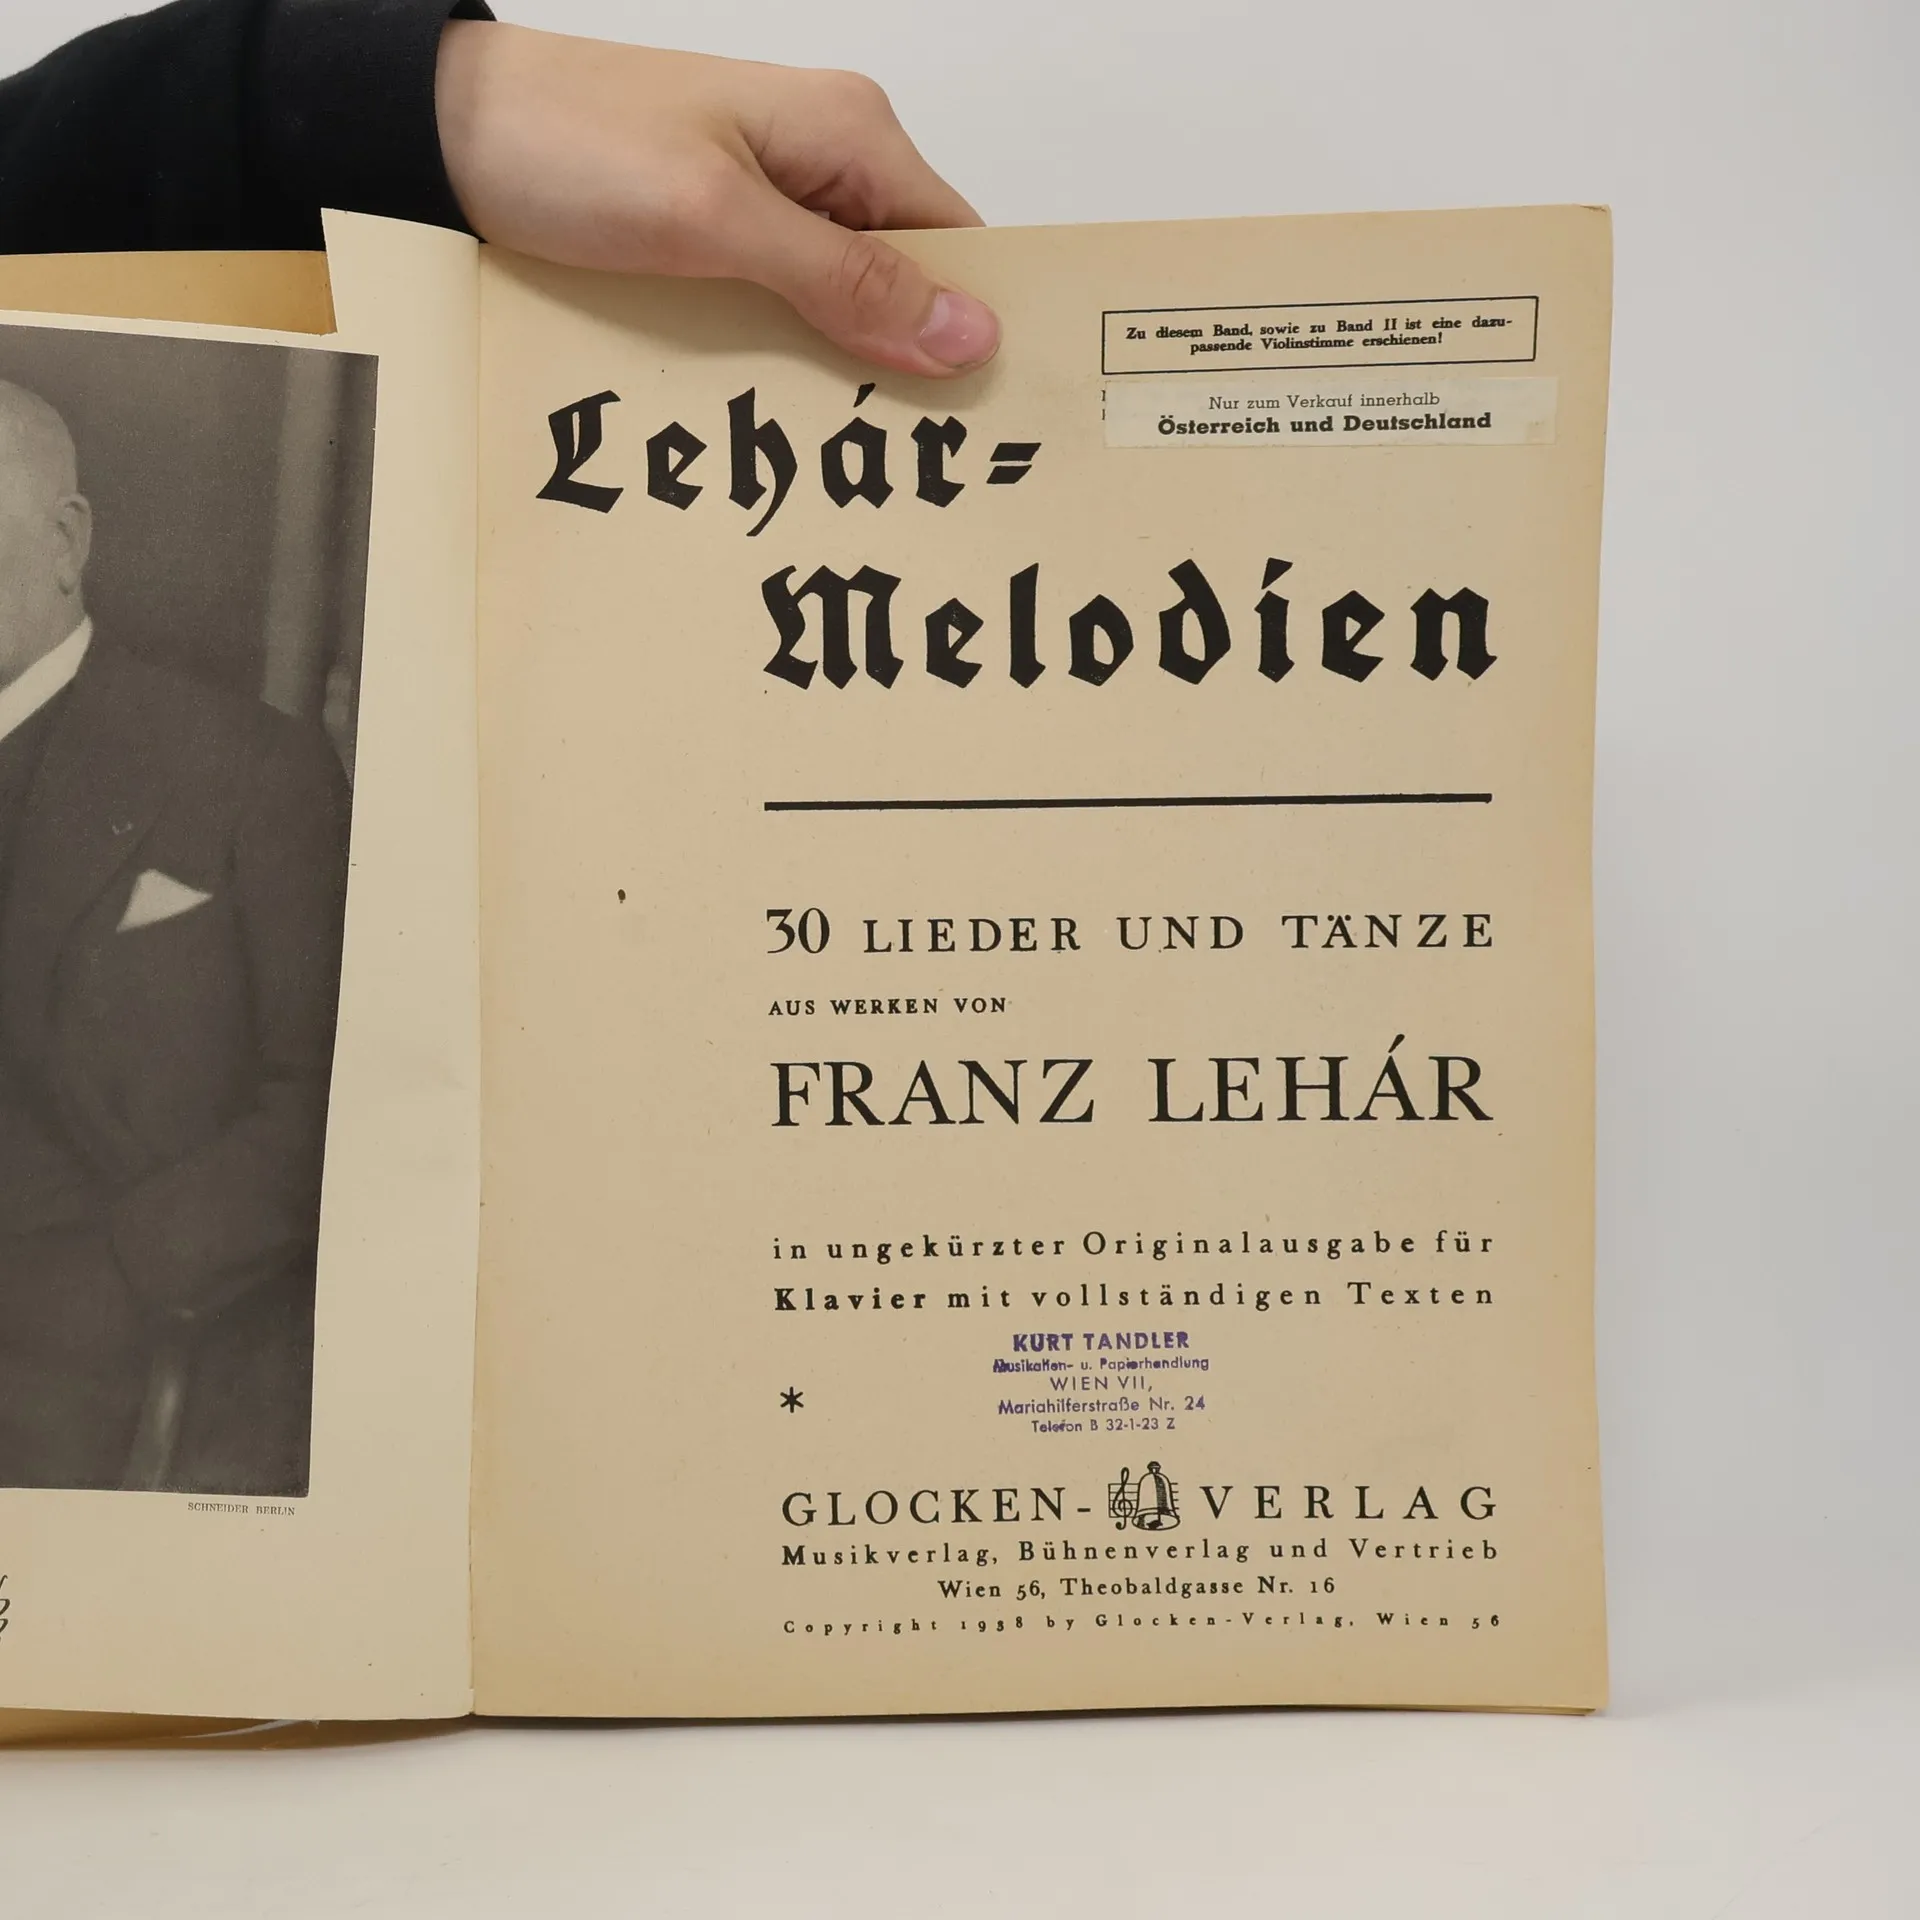 Zu diesem Band, sowie zu Band II ist eine dazu-
passende Violinstimme erschienen!
Nur zum Verkauf innerhalb
Österreich und Deutschland
Lehár-
Melodien
30 LIEDER UND TÄNZE
AUS WERKEN VON
FRANZ LEHÁR
in ungekürzter Originalausgabe für
Klavier mit vollständigen Texten
KURT TANDLER
Musikalien- u. Papierhandlung
WIEN VII,
Mariahilferstraße Nr. 24
Telefon B 32-1-23 Z
*
GLOCKEN-VERLAG
Musikverlag, Bühnenverlag und Vertrieb
Wien 56, Theobaldgasse Nr. 16
Copyright 1938 by Glocken-Verlag, Wien 56
SCHNEIDER BERLIN